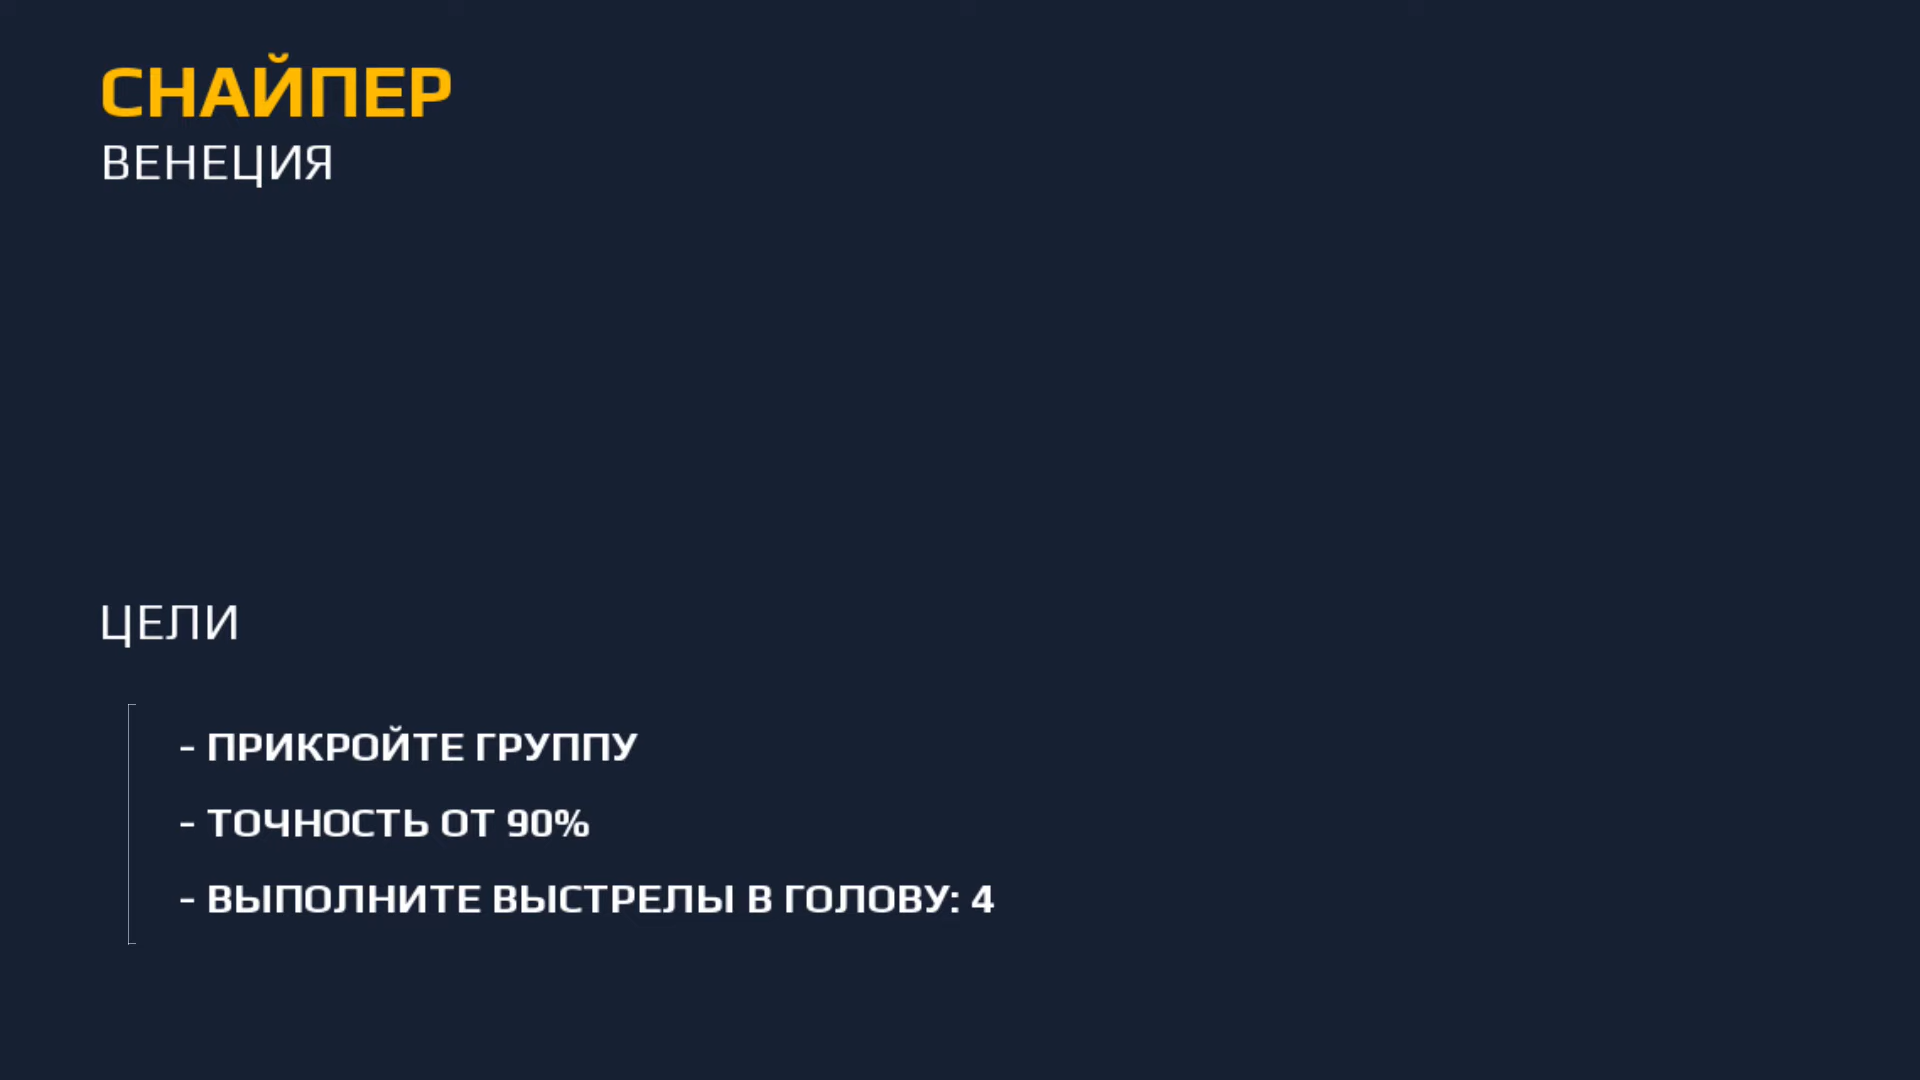 СНАЙПЕР
ВЕНЕЦИЯ
ЦЕЛИ
- ПРИКРОЙТЕ ГРУППУ
- ТОЧНОСТЬ ОТ 90%
- ВЫПОЛНИТЕ ВЫСТРЕЛЫ В ГОЛОВУ: 4